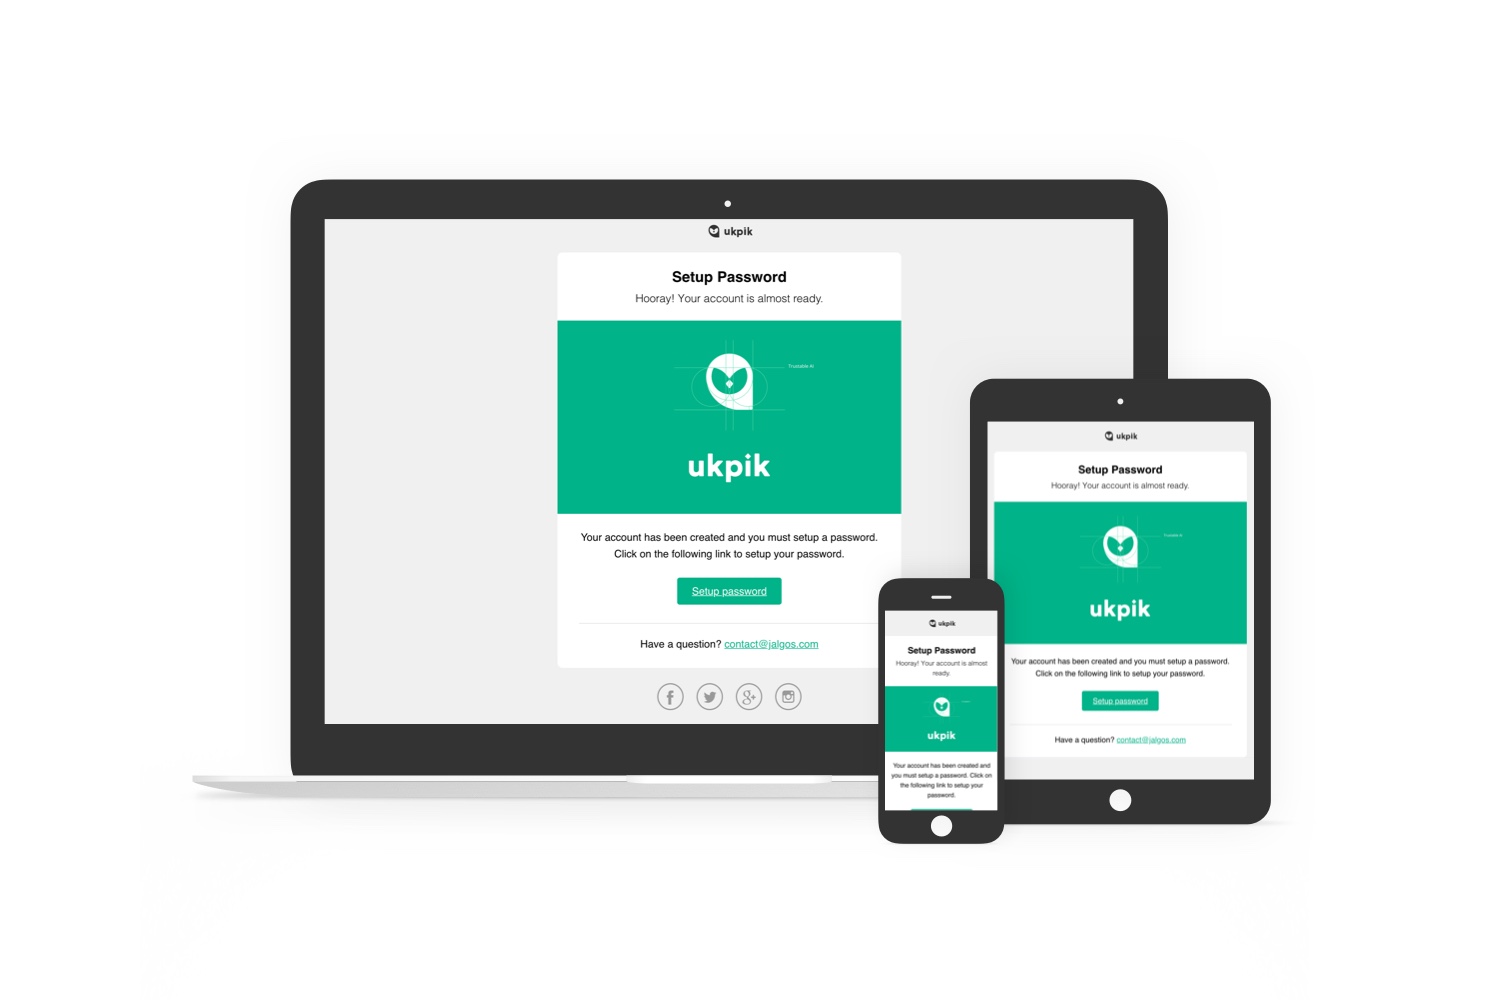 ukpik
Setup Password
Hooray! Your account is almost ready.
Trustable AI
ukpik
Your account has been created and you must setup a password.
Click on the following link to setup your password.
Setup password
Have a question? contact@jalgos.com
ukpik
Setup Password
Hooray! Your account is almost ready.
Trustable AI
ukpik
Your account has been created and you must setup a password.
Click on the following link to setup your password.
Setup password
Have a question? contact@jalgos.com
ukpik
Setup Password
Hooray! Your account is almost
ready.
ukpik
Your account has been created and
you must setup a password. Click on
the following link to setup your
password.